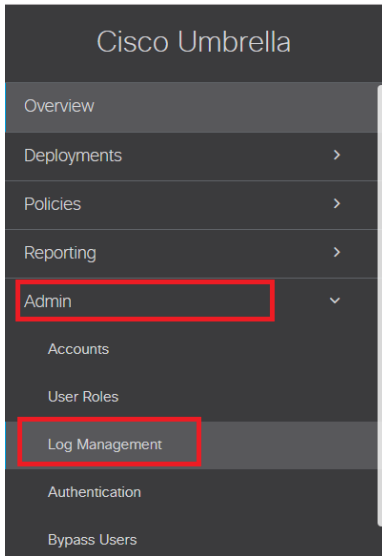 Cisco Umbrella
Overview
Deployments
Policies
Reporting
Admin
Accounts
User Roles
Log Management
Authentication
Bypass Users